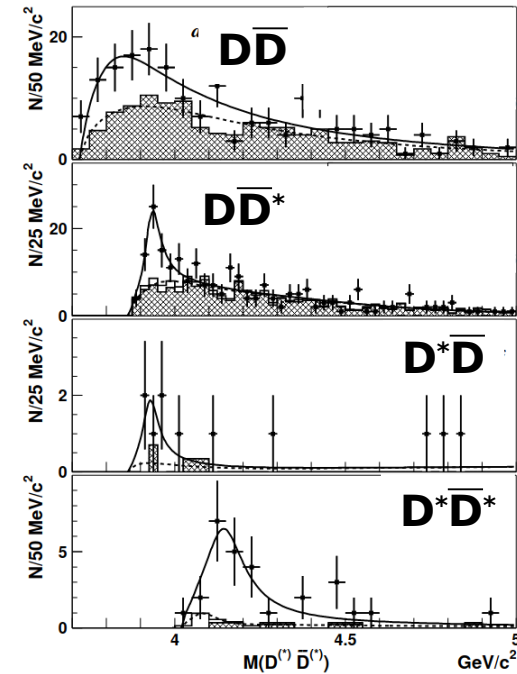 N/50 MeV/c²
20
10
0
a
DD̅
N/25 MeV/c²
20
0
DD̅*
N/25 MeV/c²
2
0
D*D̅
N/50 MeV/c²
5
0
D*D̅*
4
4.5
5
M(D⁽*⁾ D̅⁽*⁾)
GeV/c²